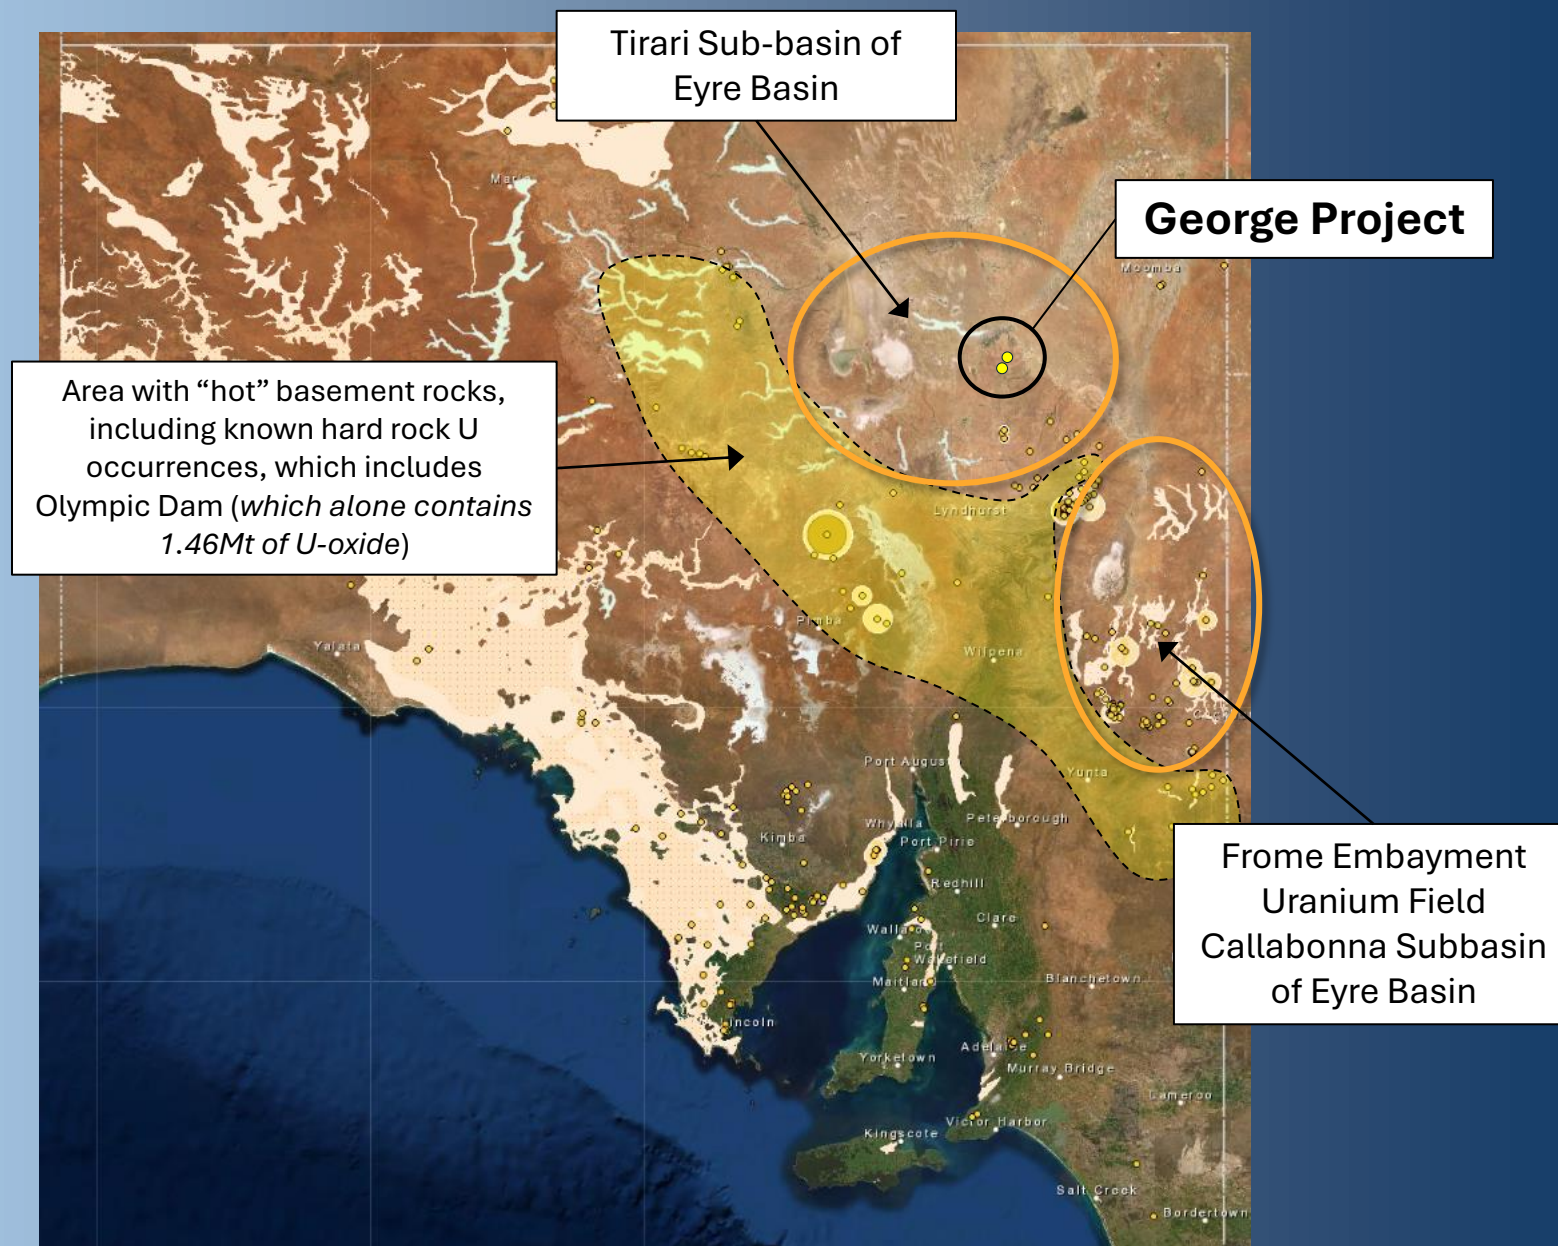 Tirari Sub-basin of
Eyre Basin
George Project
Moomba
Area with “hot” basement rocks,
including known hard rock U
occurrences, which includes
Olympic Dam (which alone contains
1.46Mt of U-oxide)
Lyndhurst
Pimba
Yalata
Wilpena
Port Augusta
Yunta
Whyalla
Peterborough
Kimba
Port Pirie
Frome Embayment
Uranium Field
Callabonna Subbasin
of Eyre Basin
Redhill
Clare
Port
Wakefield
Maitland
Blanchetown
Lincoln
Adelaide
Yorketown
Murray Bridge
Lameroo
Victor Harbor
Kingscote
Salt Creek
Bordertown